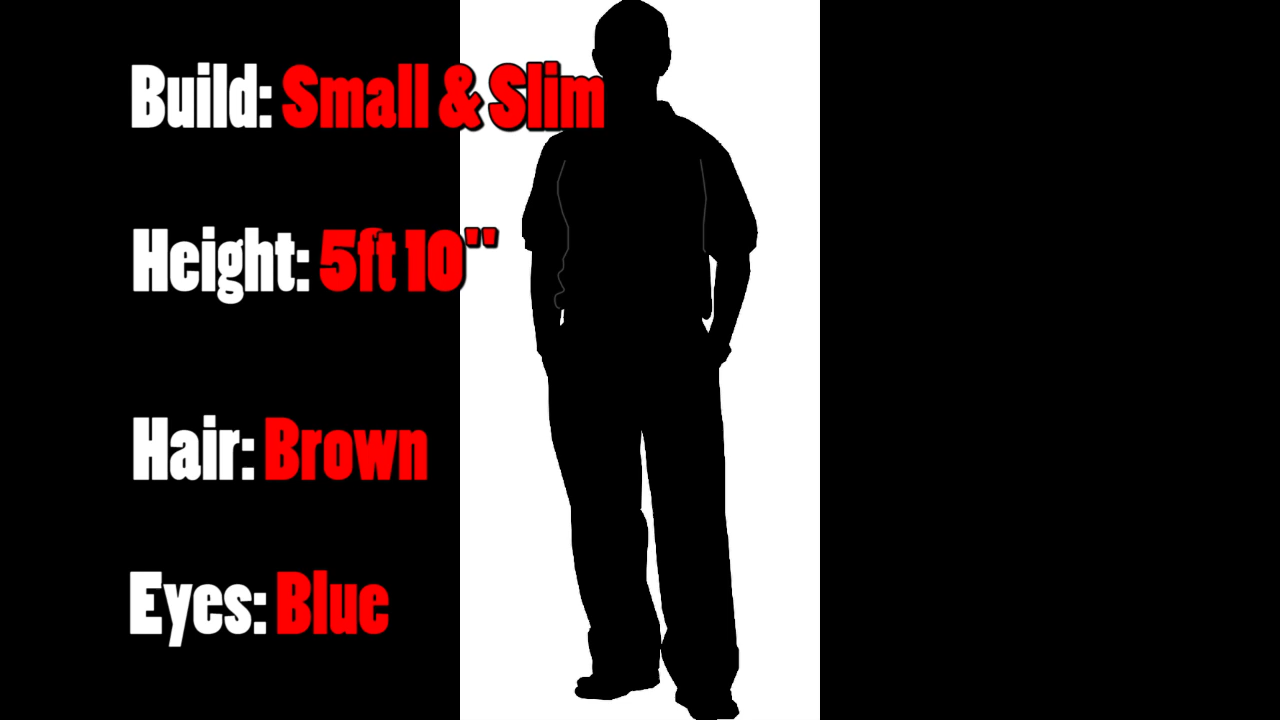 Build: Small & Slim
Height: 5ft 10"
Hair: Brown
Eyes: Blue